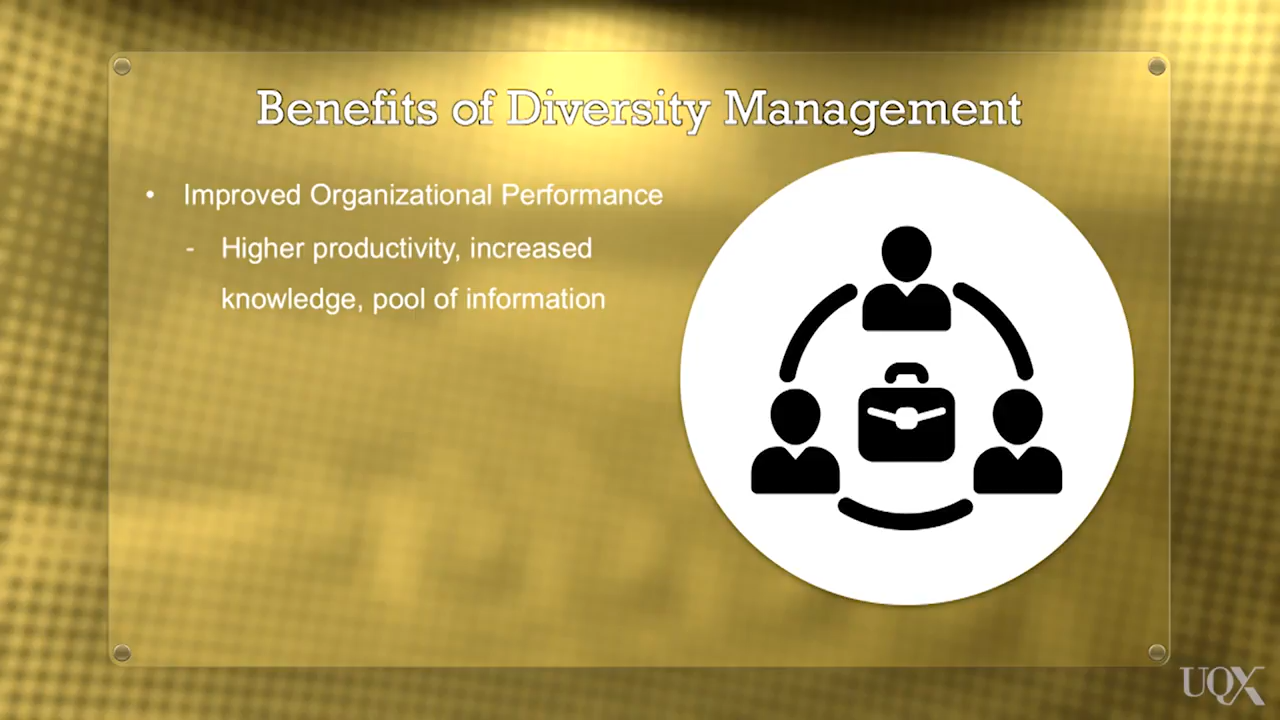 Benefits of Diversity Management
• Improved Organizational Performance
- Higher productivity, increased
knowledge, pool of information
UQX